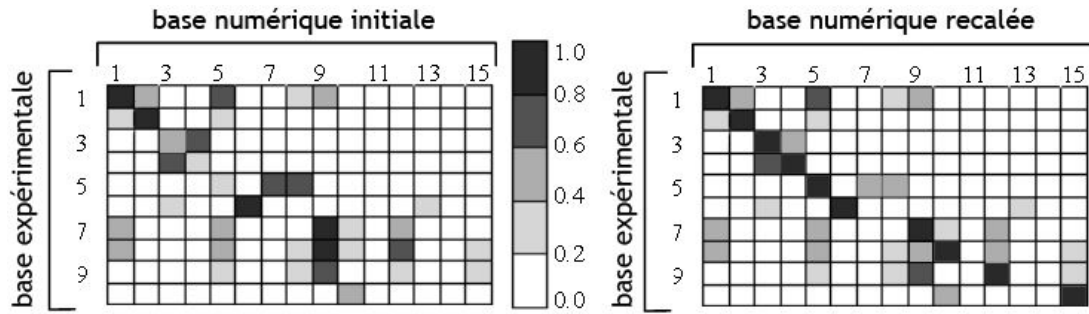 base numérique initiale
base numérique recalée
1 3 5 7 9 11 13 15
1.0
0.8
0.6
0.4
0.2
0.0
1 3 5 7 9 11 13 15
base expérimentale
1
3
5
7
9
base expérimentale
1
3
5
7
9